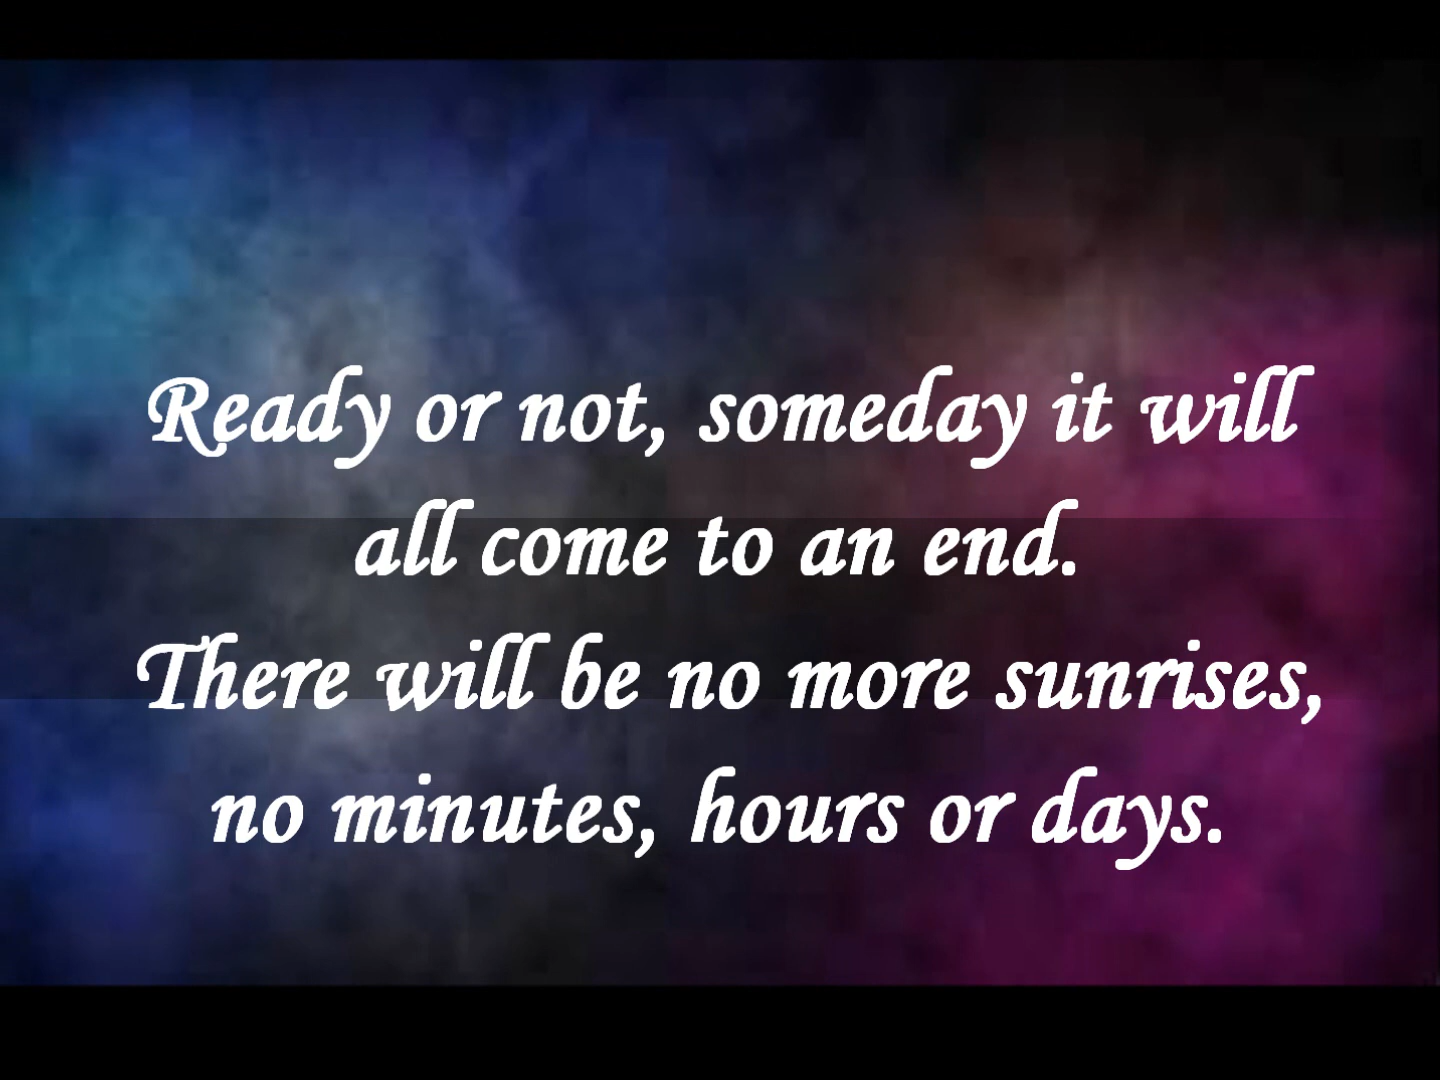 Ready or not, someday it will
all come to an end.
There will be no more sunrises,
no minutes, hours or days.